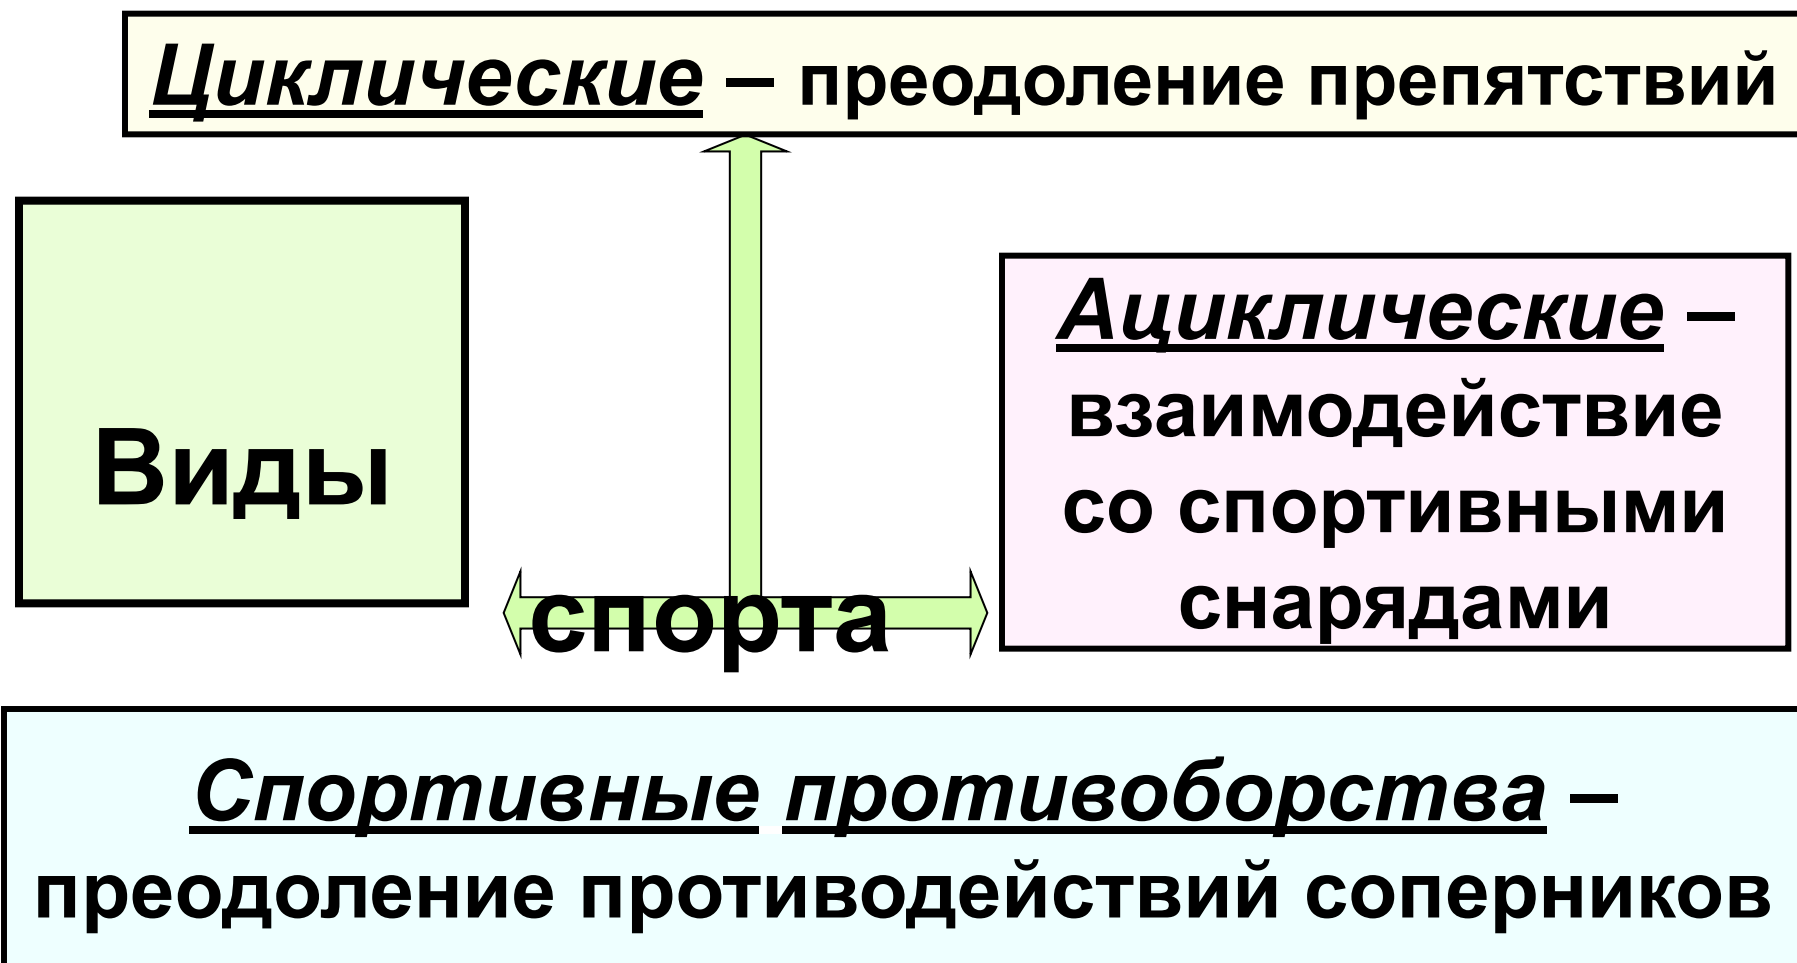 Циклические – преодоление препятствий
Виды
спорта
Ациклические –
взаимодействие
со спортивными
снарядами
Спортивные противоборства –
преодоление противодействий соперников